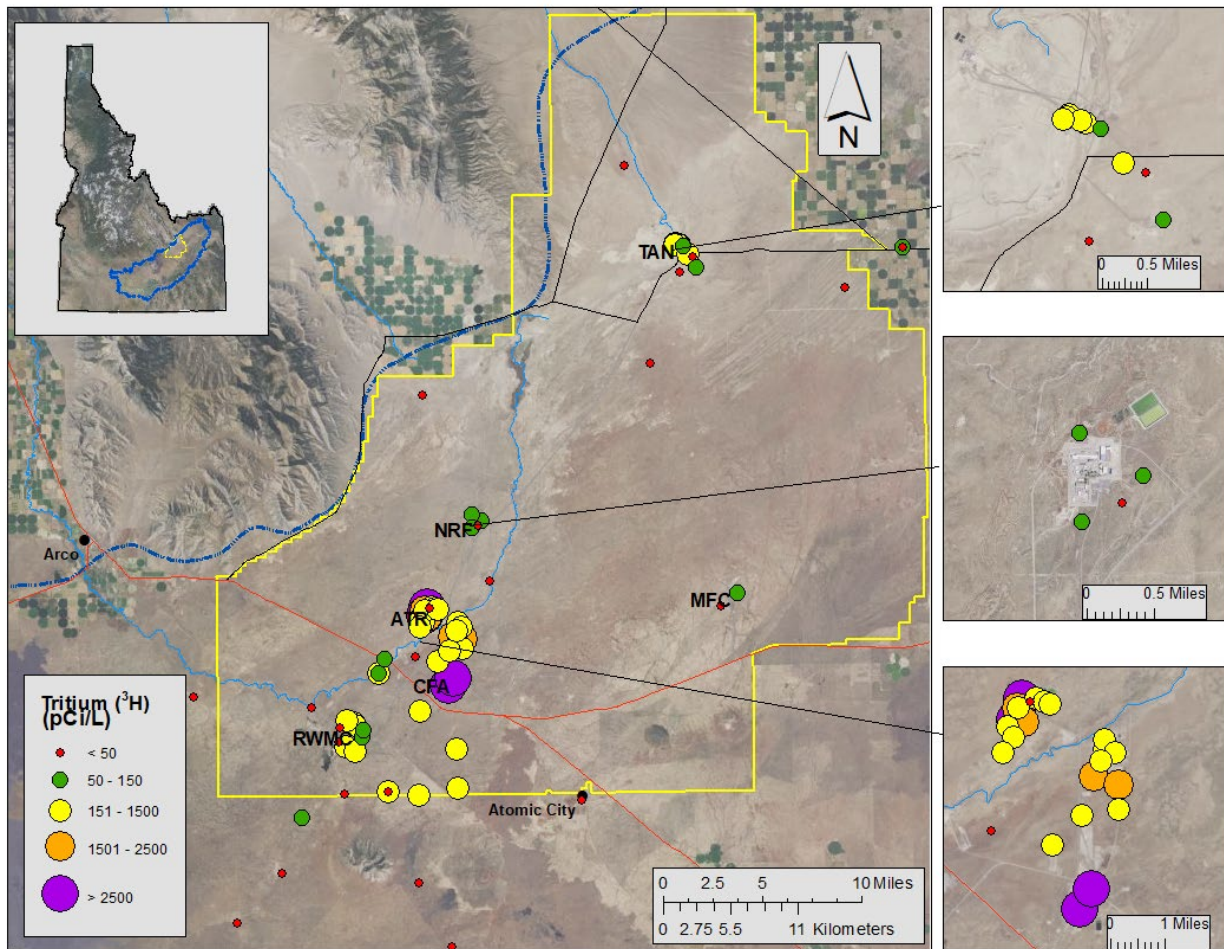 N
TAN
NRF
Arco
MFC
ATR
CFA
RWMC
Atomic City
Tritium (³H)
(pCi/L)
< 50
50 - 150
151 - 1500
1501 - 2500
> 2500
0 2.5 5 10 Miles
0 2.75 5.5 11 Kilometers
0 0.5 Miles
0 0.5 Miles
0 1 Miles